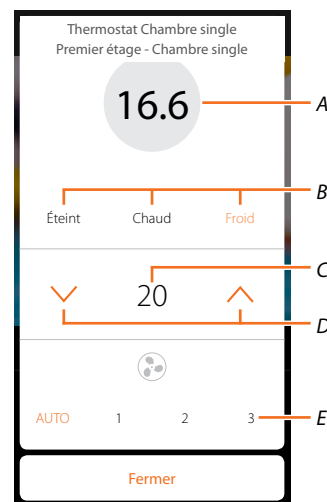 Thermostat Chambre single
Premier étage - Chambre single
16.6
A
B
Éteint Chaud Froid
C
20
D
AUTO 1 2 3
E
Fermer